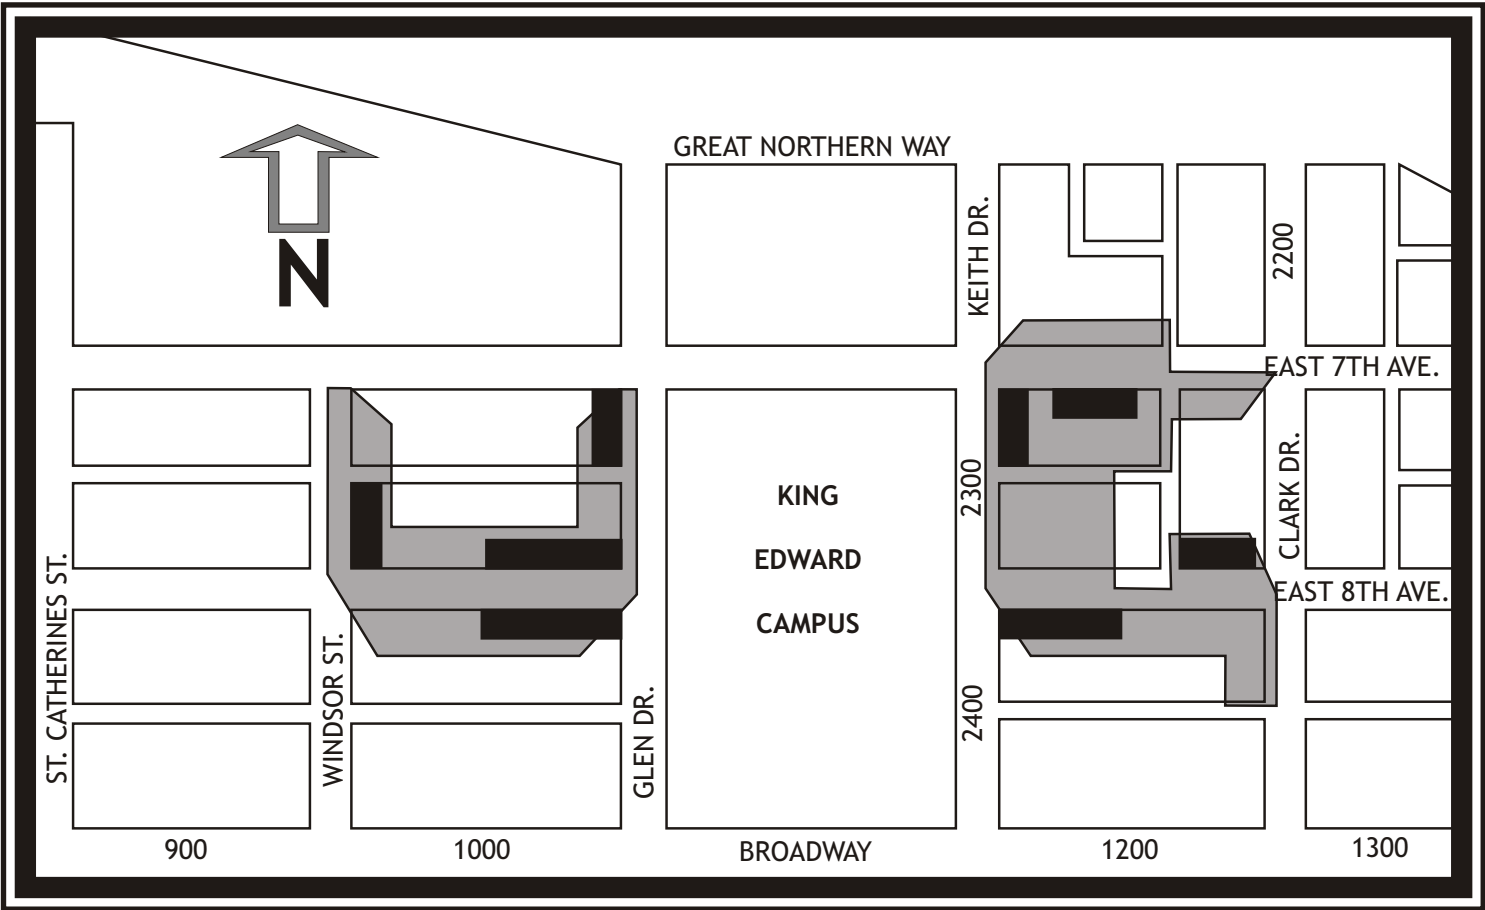 GREAT NORTHERN WAY
N
KEITH DR.
2200
EAST 7TH AVE.
KING
EDWARD
CAMPUS
2300
CLARK DR.
EAST 8TH AVE.
ST. CATHERINES ST.
WINDSOR ST.
GLEN DR.
2400
900
1000
BROADWAY
1200
1300